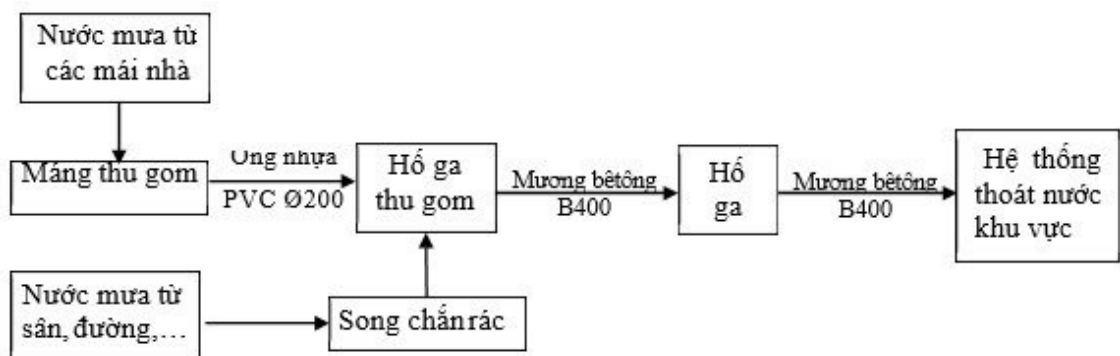 Nước mưa từ
các mái nhà
Máng thu gom
Ống nhựa
PVC Ø200
Hố ga
thu gom
Mương bêtông
B400
Hố
ga
Mương bêtông
B400
Hệ thống
thoát nước
khu vực
Nước mưa từ
sân, đường,…
Song chắn rác